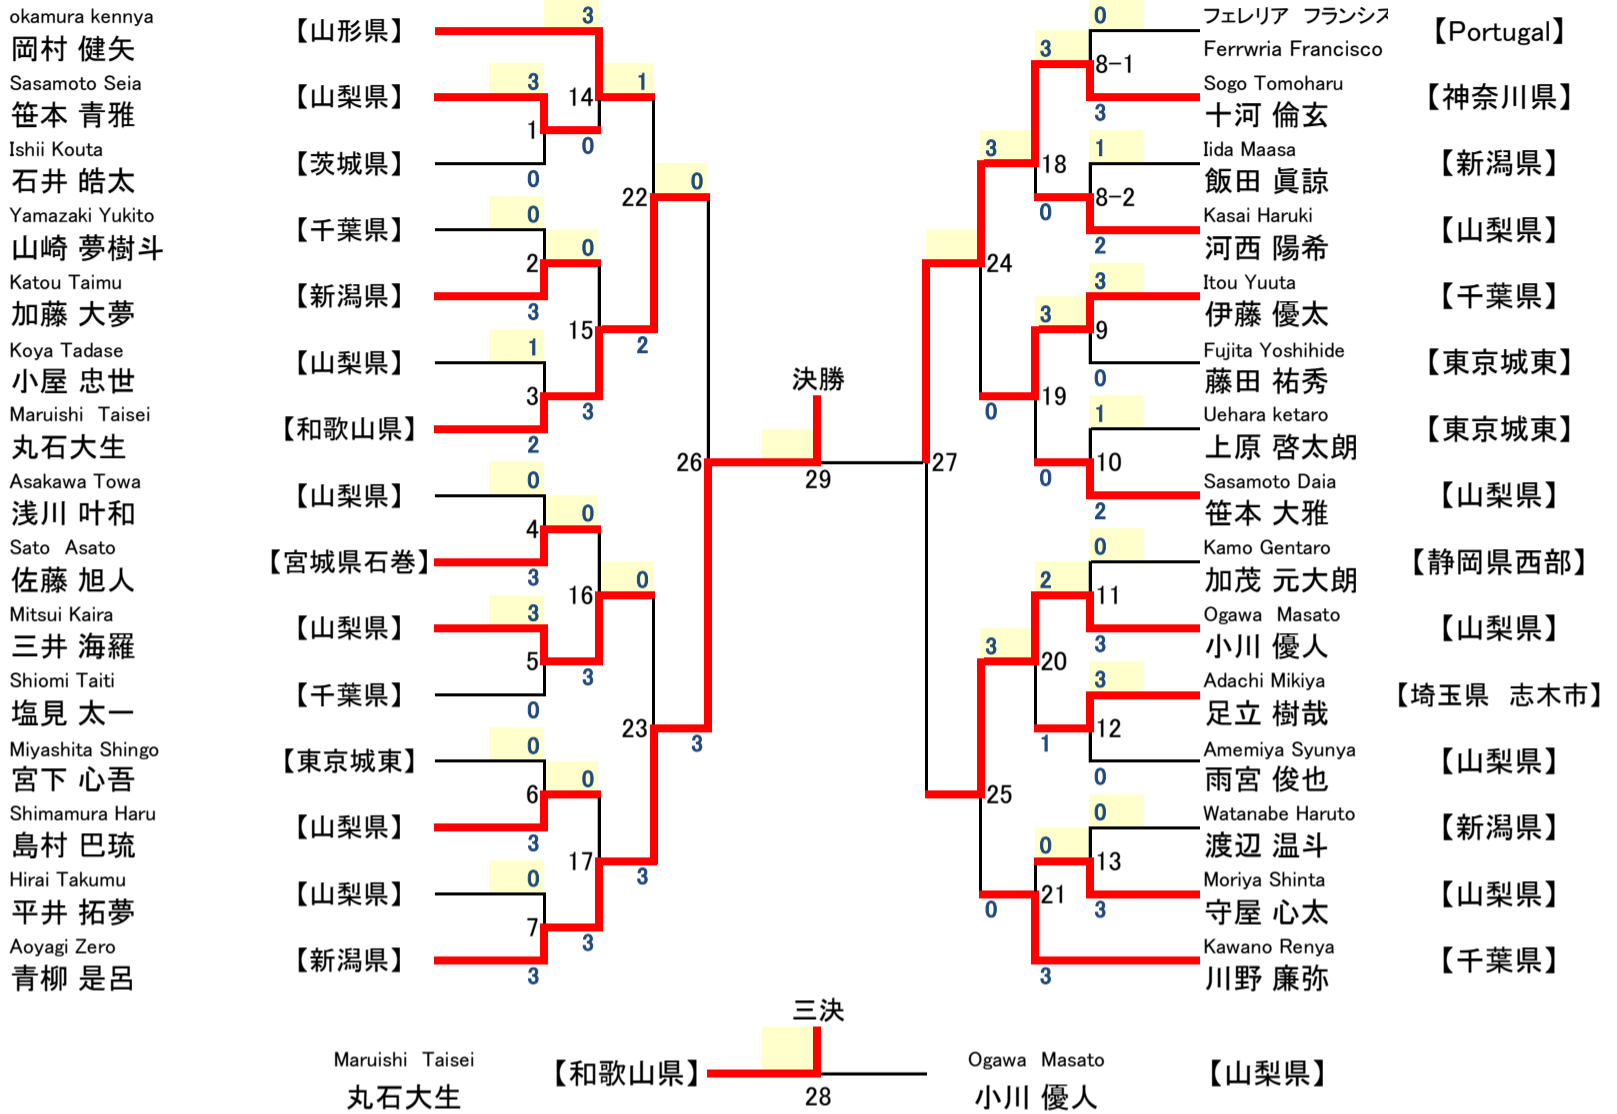 okamura kennya
岡村 健矢
【山形県】
3
Sasamoto Seia
笹本 青雅
【山梨県】
3
14
1
1
Ishii Kouta
石井 皓太
【茨城県】
0
0
Yamazaki Yukito
山崎 夢樹斗
【千葉県】
0
22
0
2
0
Katou Taimu
加藤 大夢
【新潟県】
3
15
2
Koya Tadase
小屋 忠世
【山梨県】
1
3
3
Maruishi　Taisei
丸石大生
【和歌山県】
2
26
Asakawa Towa
浅川 叶和
【山梨県】
0
4
0
Sato　Asato
佐藤 旭人
【宮城県石巻】
3
16
0
Mitsui Kaira
三井 海羅
【山梨県】
3
5
3
Shiomi Taiti
塩見 太一
【千葉県】
0
23
3
Miyashita Shingo
宮下 心吾
【東京城東】
0
6
0
Shimamura Haru
島村 巴琉
【山梨県】
3
17
3
Hirai Takumu
平井 拓夢
【山梨県】
0
7
3
Aoyagi Zero
青柳 是呂
【新潟県】
3
決勝
29
0
フェレリア　フランシス
Ferrwria Francisco
【Portugal】
3
8-1
Sogo Tomoharu
十河 倫玄
【神奈川県】
3
3
18
1
Iida Maasa
飯田 眞諒
【新潟県】
0
8-2
Kasai Haruki
河西 陽希
【山梨県】
2
24
3
Itou Yuuta
伊藤 優太
【千葉県】
3
9
Fujita Yoshihide
藤田 祐秀
【東京城東】
0
0
19
1
Uehara ketaro
上原 啓太朗
【東京城東】
27
0
10
Sasamoto Daia
笹本 大雅
【山梨県】
2
0
Kamo Gentaro
加茂 元大朗
【静岡県西部】
2
11
Ogawa　Masato
小川 優人
【山梨県】
3
3
20
3
Adachi Mikiya
足立 樹哉
【埼玉県　志木市】
1
12
Amemiya Syunya
雨宮 俊也
【山梨県】
0
25
0
Watanabe Haruto
渡辺 温斗
【新潟県】
0
13
Moriya Shinta
守屋 心太
【山梨県】
3
0
21
Kawano Renya
川野 廉弥
【千葉県】
3
三決
Maruishi　Taisei
丸石大生
【和歌山県】
28
Ogawa　Masato
小川 優人
【山梨県】